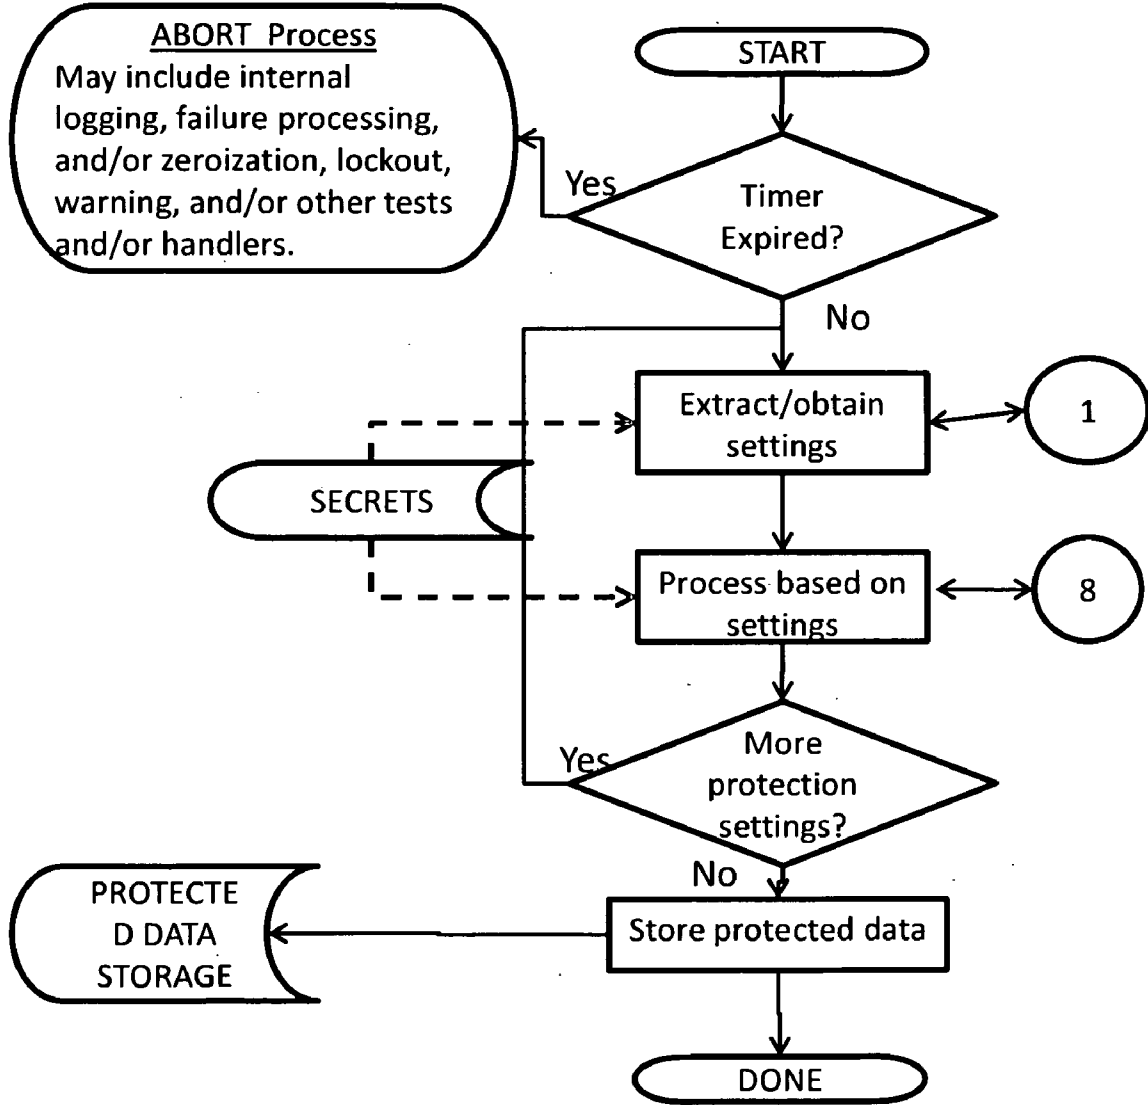 ABORT Process
May include internal
logging, failure processing,
and/or zeroization, lockout,
warning, and/or other tests
and/or handlers.
START
Yes
Timer
Expired?
No
Extract/obtain
settings
1
SECRETS
Process based on
settings
8
Yes
More
protection
settings?
No
PROTECTE
D DATA
STORAGE
Store protected data
DONE